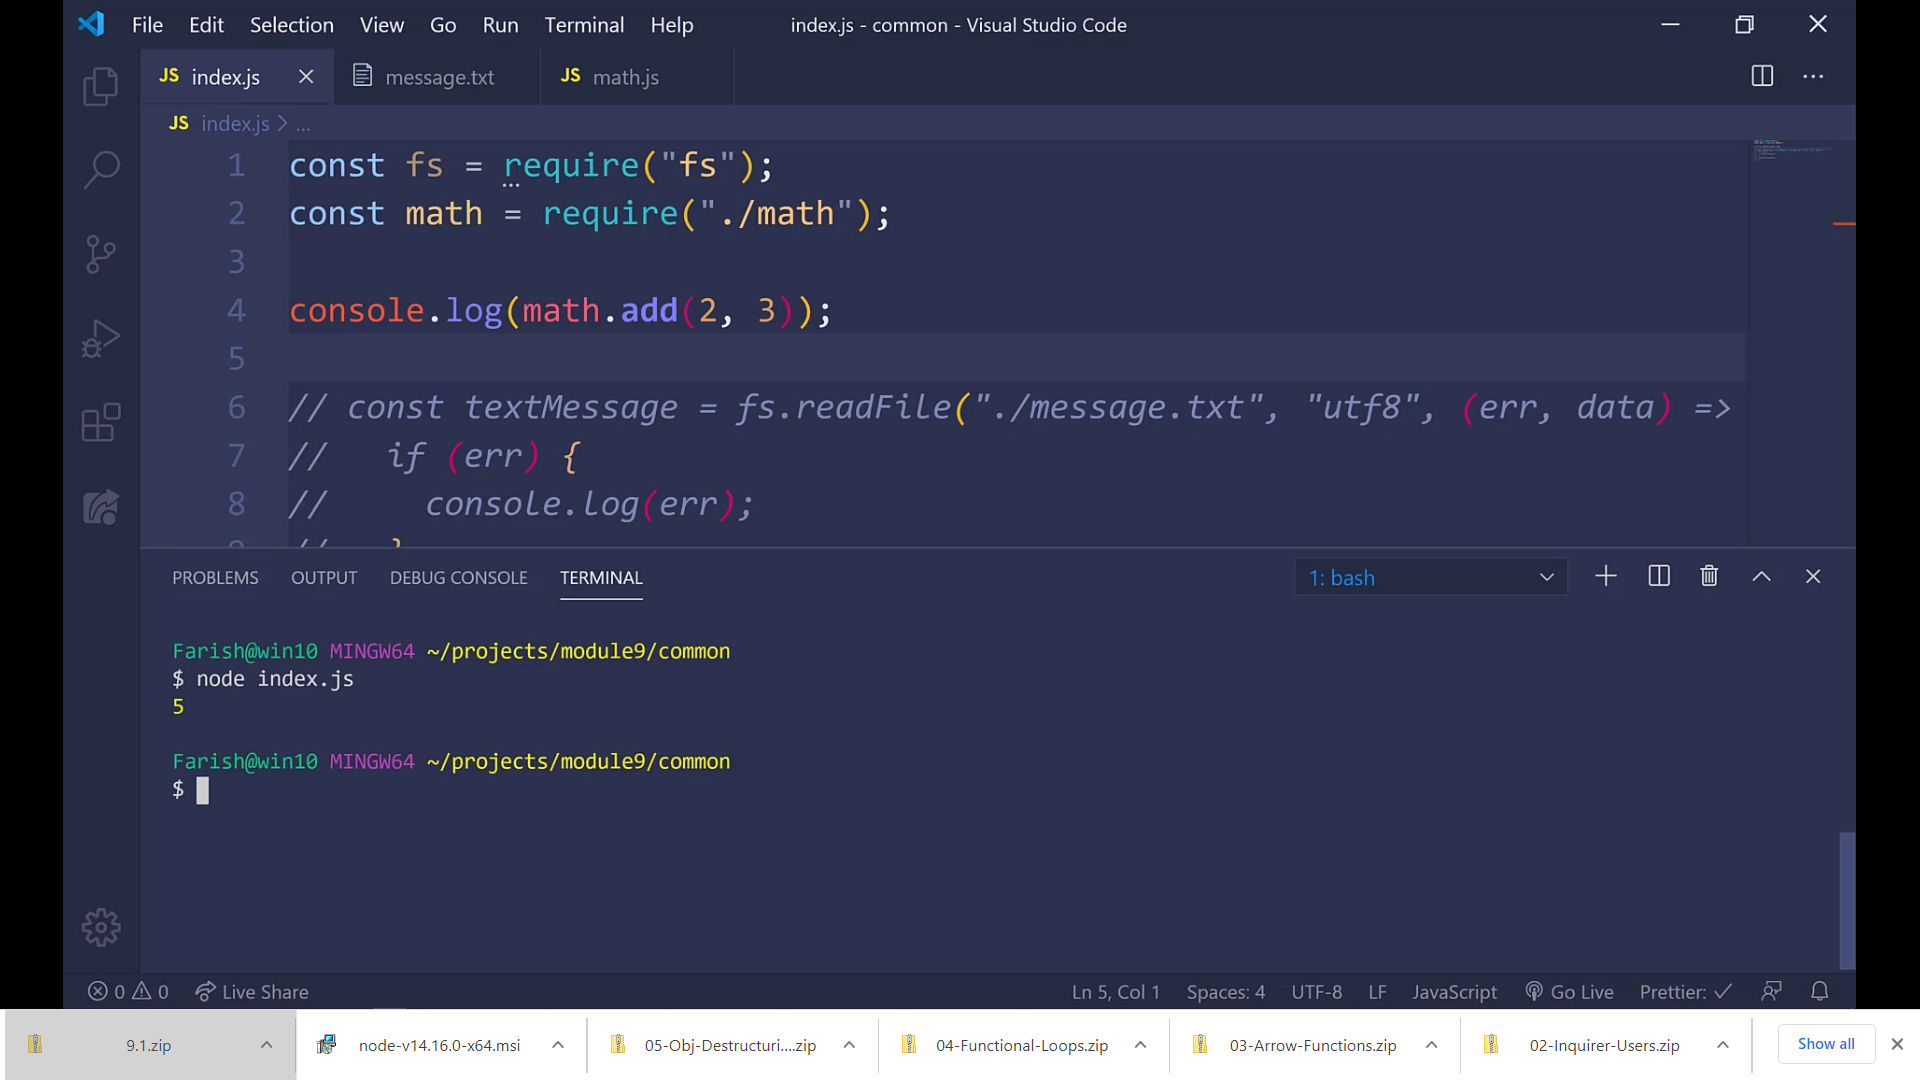 File Edit Selection View Go Run Terminal Help index.js - common - Visual Studio Code
JS index.js message.txt JS math.js
JS index.js > ...
1 const fs = require("fs");
2 const math = require("./math");
3
4 console.log(math.add(2, 3));
5
6 // const textMessage = fs.readFile("./message.txt", "utf8", (err, data) =>
7 //   if (err) {
8 //     console.log(err);
PROBLEMS OUTPUT DEBUG CONSOLE TERMINAL 1: bash
Farish@win10 MINGW64 ~/projects/module9/common
$ node index.js
5
Farish@win10 MINGW64 ~/projects/module9/common
$
0 0 Live Share Ln 5, Col 1 Spaces: 4 UTF-8 LF JavaScript Go Live Prettier: ✓
9.1.zip node-v14.16.0-x64.msi 05-Obj-Destructuri....zip 04-Functional-Loops.zip 03-Arrow-Functions.zip 02-Inquirer-Users.zip Show all